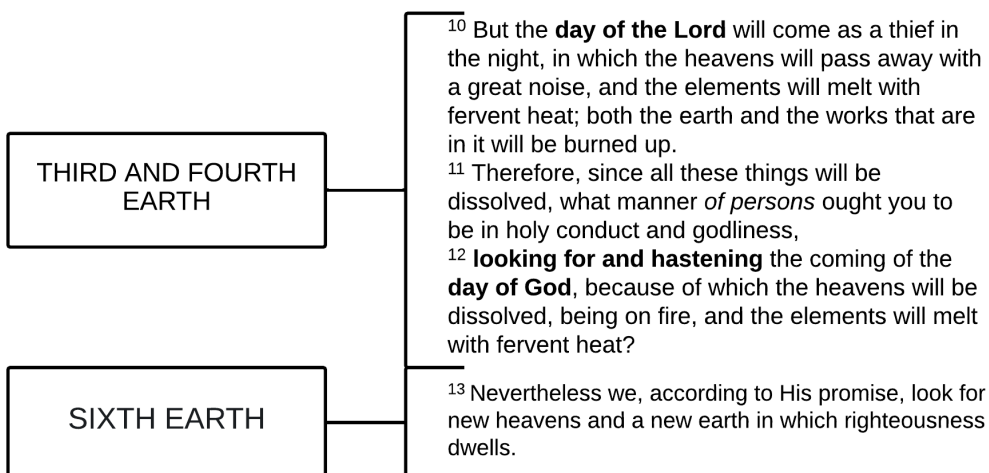 THIRD AND FOURTH
EARTH
10 But the day of the Lord will come as a thief in
the night, in which the heavens will pass away with
a great noise, and the elements will melt with
fervent heat; both the earth and the works that are
in it will be burned up.
11 Therefore, since all these things will be
dissolved, what manner of persons ought you to
be in holy conduct and godliness,
12 looking for and hastening the coming of the
day of God, because of which the heavens will be
dissolved, being on fire, and the elements will melt
with fervent heat?
SIXTH EARTH
13 Nevertheless we, according to His promise, look for
new heavens and a new earth in which righteousness
dwells.